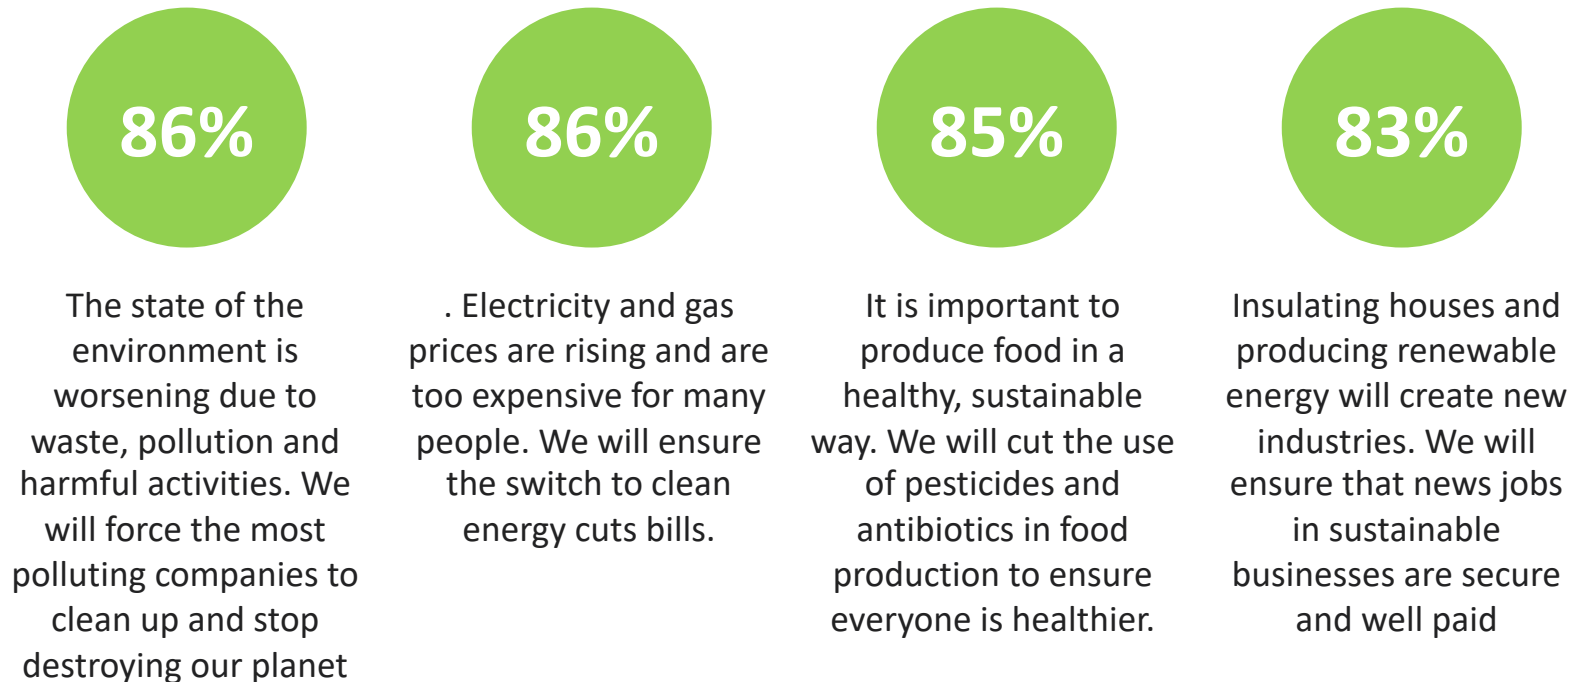 86%
The state of the
environment is
worsening due to
waste, pollution and
harmful activities. We
will force the most
polluting companies to
clean up and stop
destroying our planet
86%
. Electricity and gas
prices are rising and are
too expensive for many
people. We will ensure
the switch to clean
energy cuts bills.
85%
It is important to
produce food in a
healthy, sustainable
way. We will cut the use
of pesticides and
antibiotics in food
production to ensure
everyone is healthier.
83%
Insulating houses and
producing renewable
energy will create new
industries. We will
ensure that news jobs
in sustainable
businesses are secure
and well paid